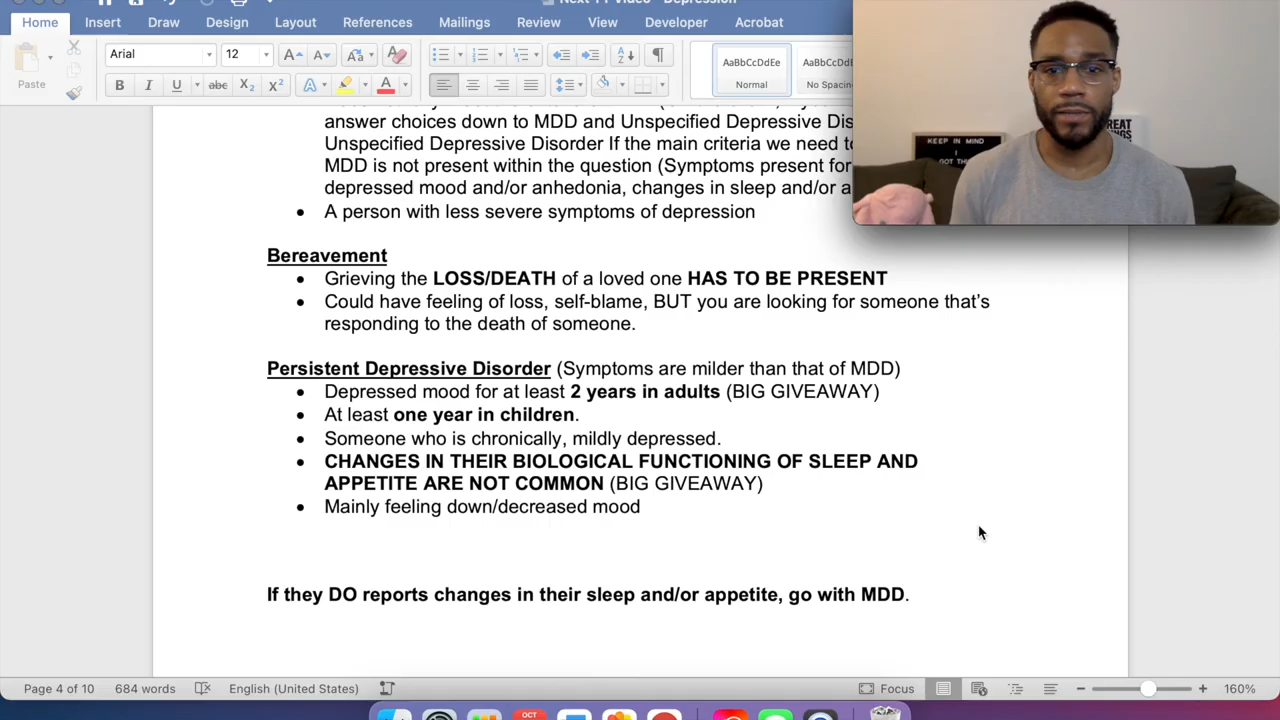 Next YT Video - Depression
Home Insert Draw Design Layout References Mailings Review View Developer Acrobat
Paste
Arial 12
AaBbCcDdEe AaBbCcDdE
Normal No Spacing
answer choices down to MDD and Unspecified Depressive Dis
Unspecified Depressive Disorder If the main criteria we need to
MDD is not present within the question (Symptoms present for
depressed mood and/or anhedonia, changes in sleep and/or a
• A person with less severe symptoms of depression
Bereavement
• Grieving the LOSS/DEATH of a loved one HAS TO BE PRESENT
• Could have feeling of loss, self-blame, BUT you are looking for someone that's
responding to the death of someone.
Persistent Depressive Disorder (Symptoms are milder than that of MDD)
• Depressed mood for at least 2 years in adults (BIG GIVEAWAY)
• At least one year in children.
• Someone who is chronically, mildly depressed.
• CHANGES IN THEIR BIOLOGICAL FUNCTIONING OF SLEEP AND
APPETITE ARE NOT COMMON (BIG GIVEAWAY)
• Mainly feeling down/decreased mood
If they DO reports changes in their sleep and/or appetite, go with MDD.
KEEP IN MIND
I
GOT THI
Page 4 of 10 684 words English (United States) Focus 160%
OCT